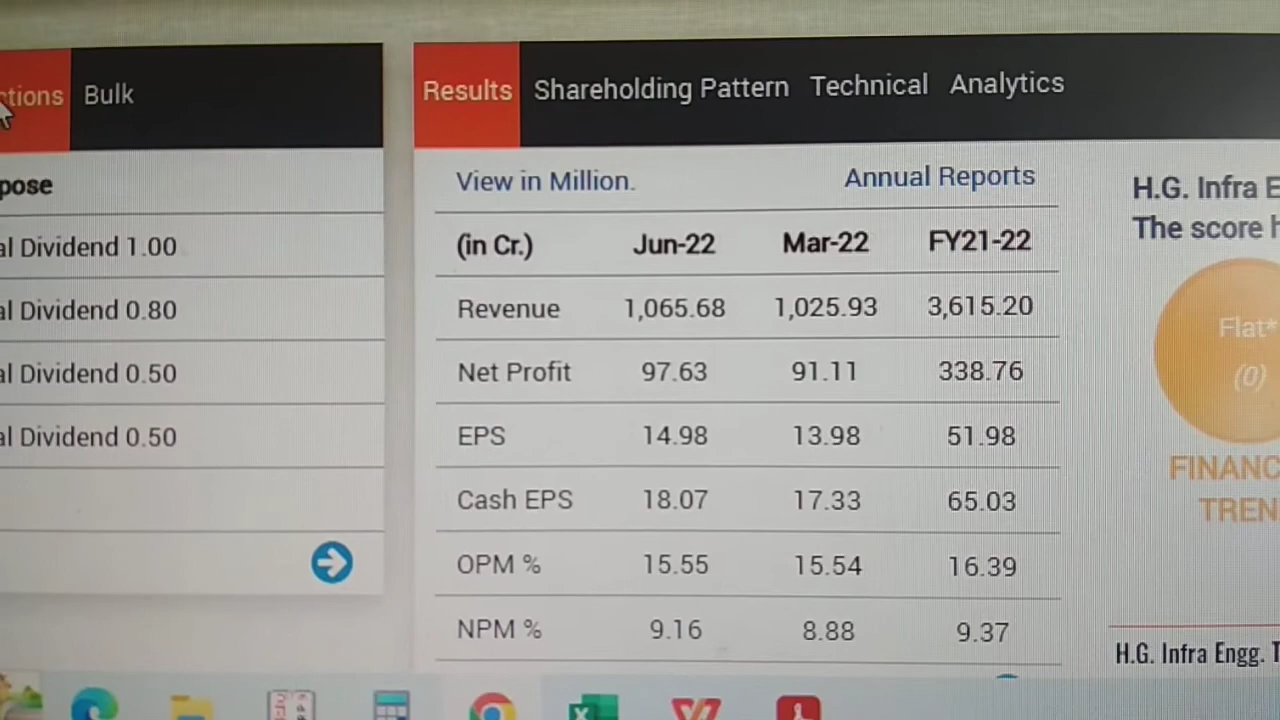 ctions Bulk
pose
al Dividend 1.00
al Dividend 0.80
al Dividend 0.50
al Dividend 0.50
Results Shareholding Pattern Technical Analytics
View in Million. Annual Reports
(in Cr.) Jun-22 Mar-22 FY21-22
Revenue 1,065.68 1,025.93 3,615.20
Net Profit 97.63 91.11 338.76
EPS 14.98 13.98 51.98
Cash EPS 18.07 17.33 65.03
OPM % 15.55 15.54 16.39
NPM % 9.16 8.88 9.37
H.G. Infra E
The score h
Flat*
(0)
FINANC
TREN
H.G. Infra Engg. T